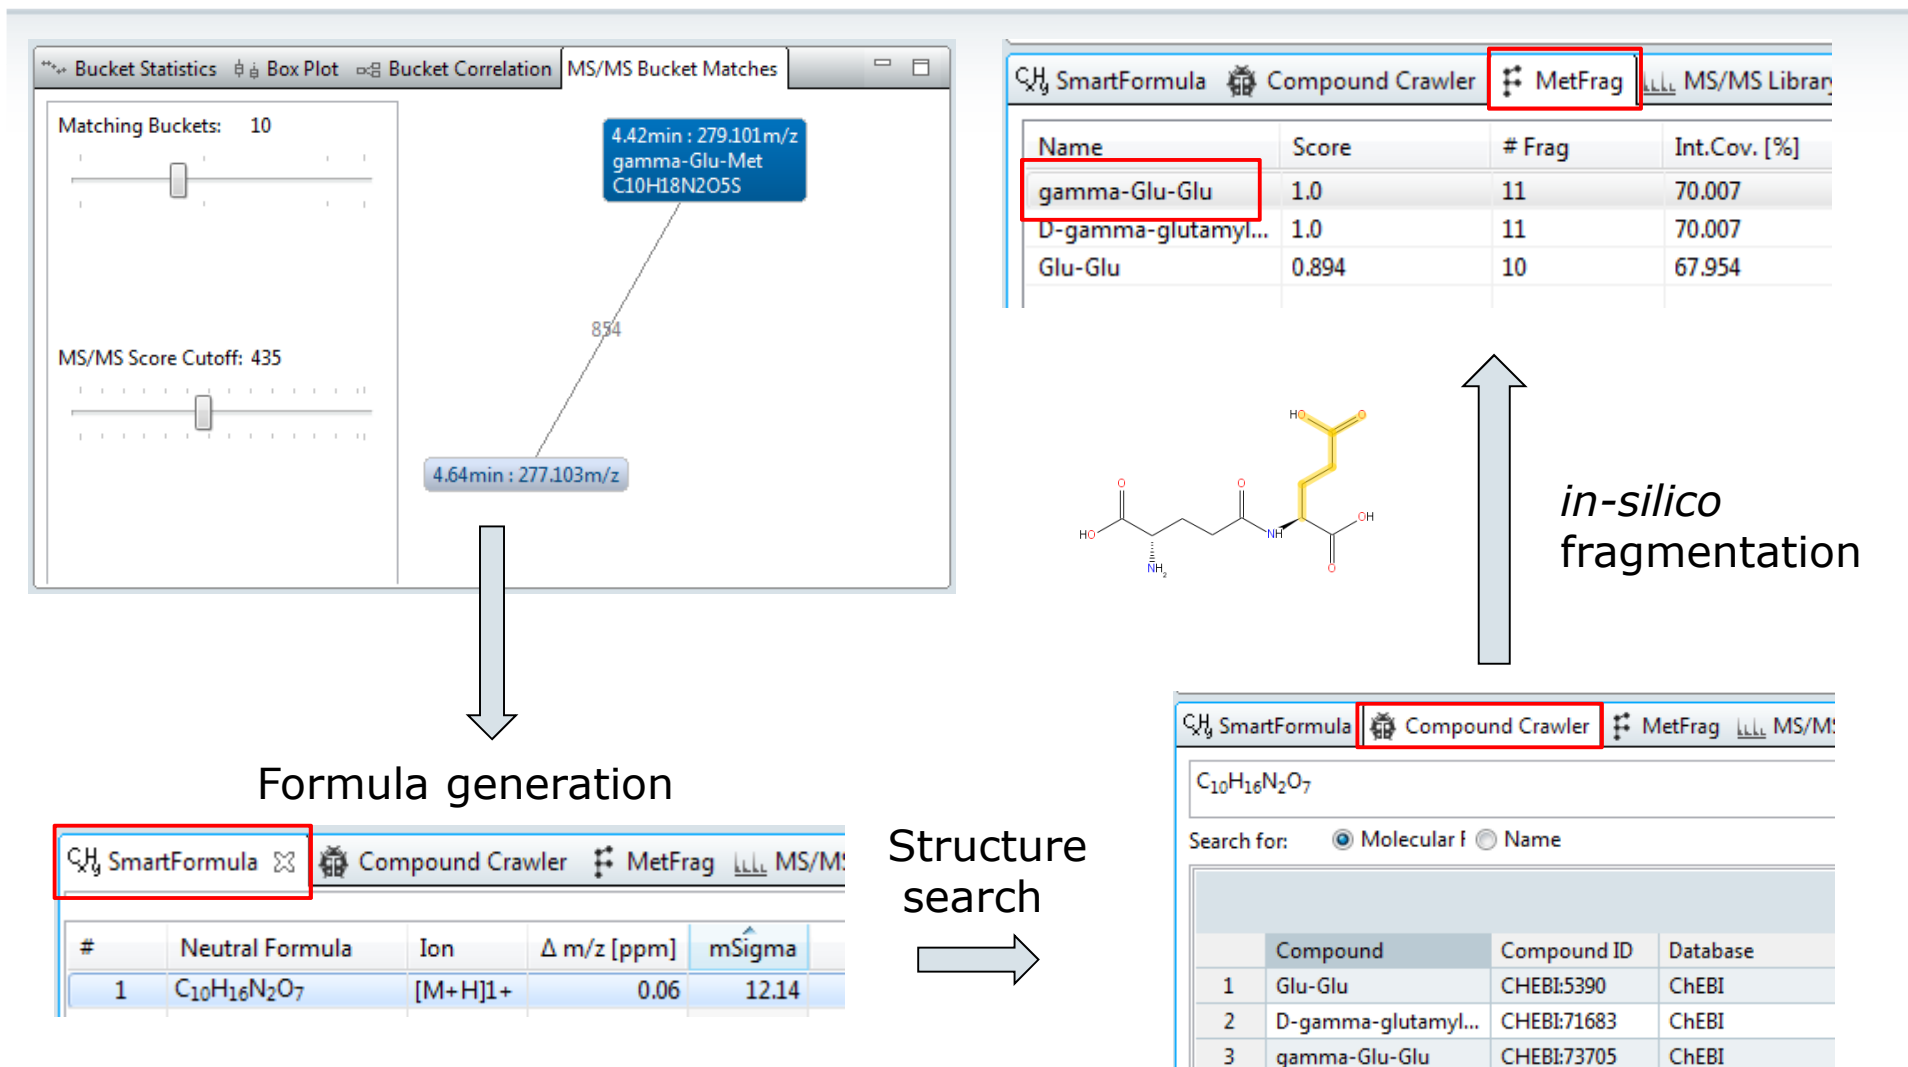 Bucket Statistics Box Plot Bucket Correlation MS/MS Bucket Matches
Matching Buckets: 10
4.42min : 279.101m/z
gamma-Glu-Met
C10H18N2O5S
854
MS/MS Score Cutoff: 435
4.64min : 277.103m/z
Formula generation
SmartFormula Compound Crawler MetFrag MS/M
# Neutral Formula Ion Δ m/z [ppm] mSigma
1 C₁₀H₁₆N₂O₇ [M+H]1+ 0.06 12.14
Structure
search
SmartFormula Compound Crawler MetFrag MS/M
C₁₀H₁₆N₂O₇
Search for: Molecular F Name
Compound Compound ID Database
1 Glu-Glu CHEBI:5390 ChEBI
2 D-gamma-glutamyl... CHEBI:71683 ChEBI
3 gamma-Glu-Glu CHEBI:73705 ChEBI
in-silico
fragmentation
HO O
O O
HO NH OH
NH₂ O
SmartFormula Compound Crawler MetFrag MS/MS Library
Name Score # Frag Int.Cov. [%]
gamma-Glu-Glu 1.0 11 70.007
D-gamma-glutamyl... 1.0 11 70.007
Glu-Glu 0.894 10 67.954